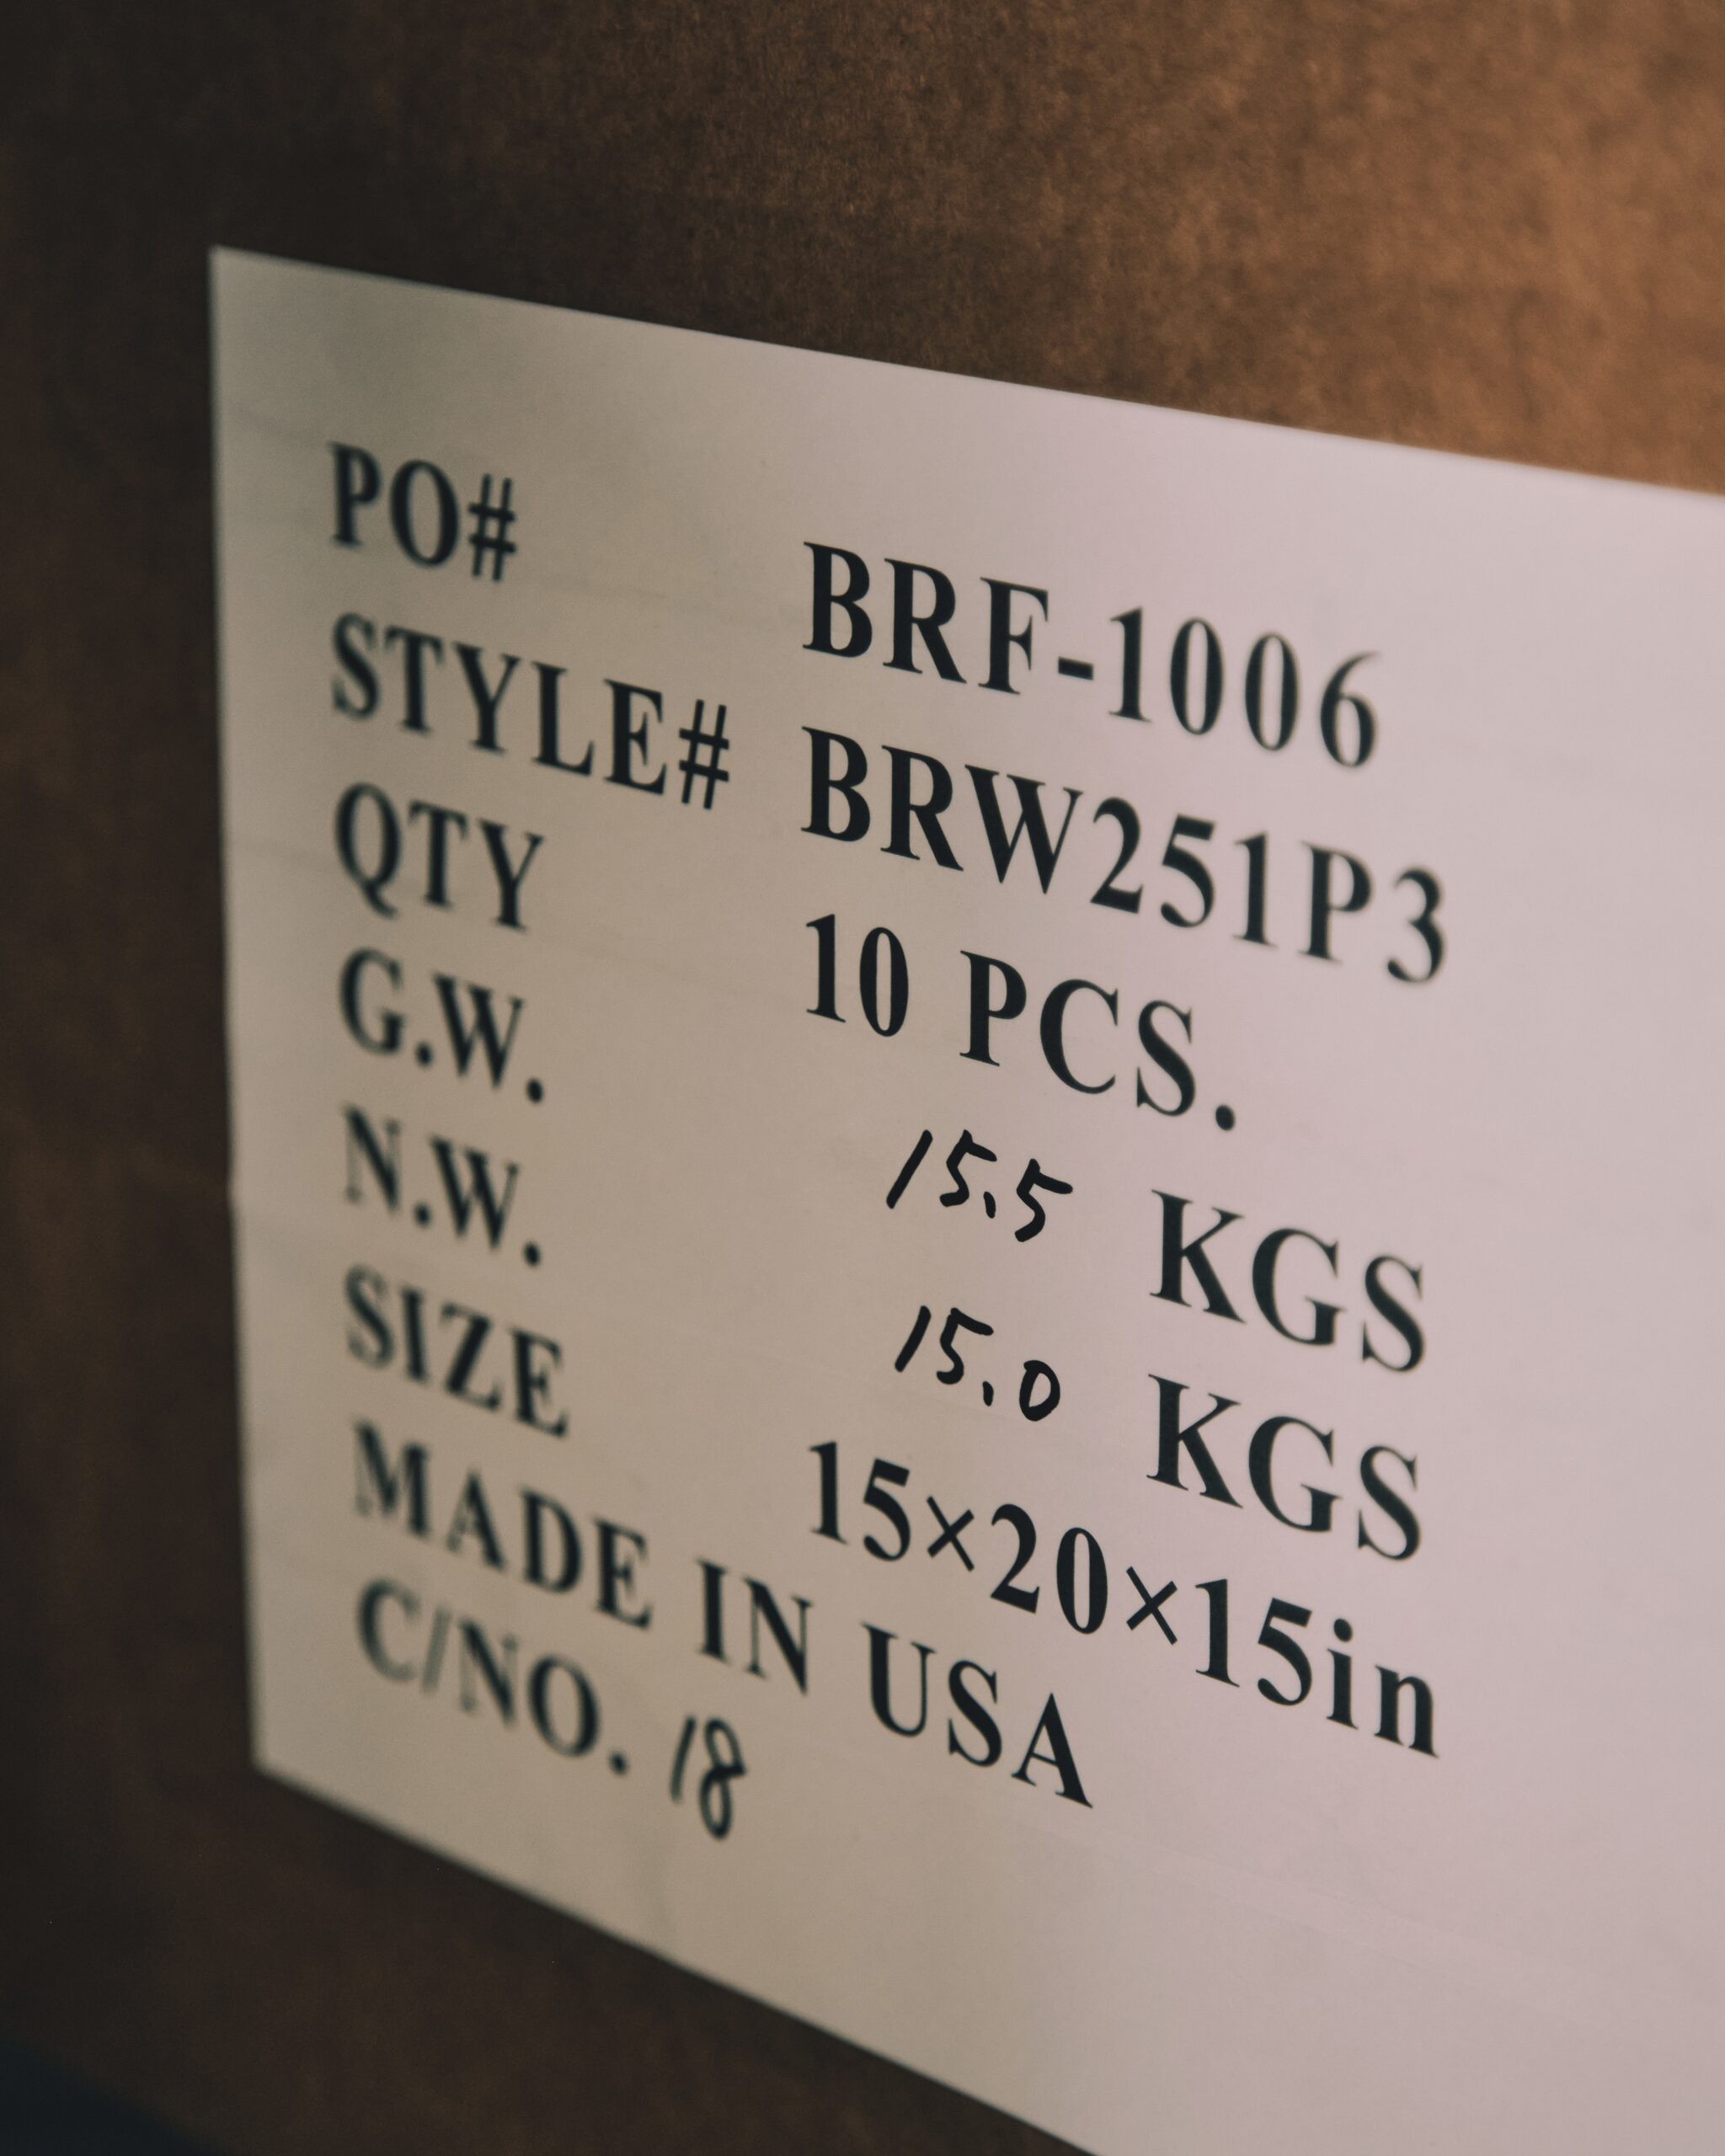 PO# BRF-1006
STYLE# BRW251P3
QTY 10 PCS.
G.W. 15.5 KGS
N.W. 15.0 KGS
SIZE 15×20×15in
MADE IN USA
C/NO. 18